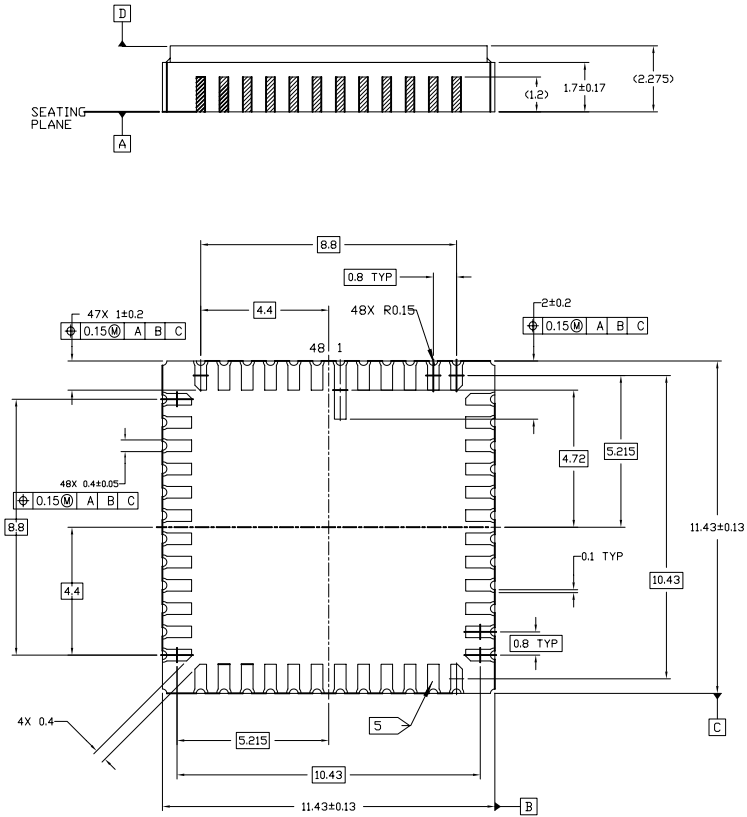 D
(2.275)
1.7±0.17
(1.2)
SEATING
PLANE
A
8.8
0.8 TYP
4.4
47X 1±0.2
⌖ 0.15Ⓜ A B C
48X R0.15
2±0.2
⌖ 0.15Ⓜ A B C
48 1
5.215
4.72
48X 0.4±0.05
⌖ 0.15Ⓜ A B C
8.8
11.43±0.13
0.1 TYP
10.43
4.4
0.8 TYP
4X 0.4
5
C
5.215
10.43
11.43±0.13
B